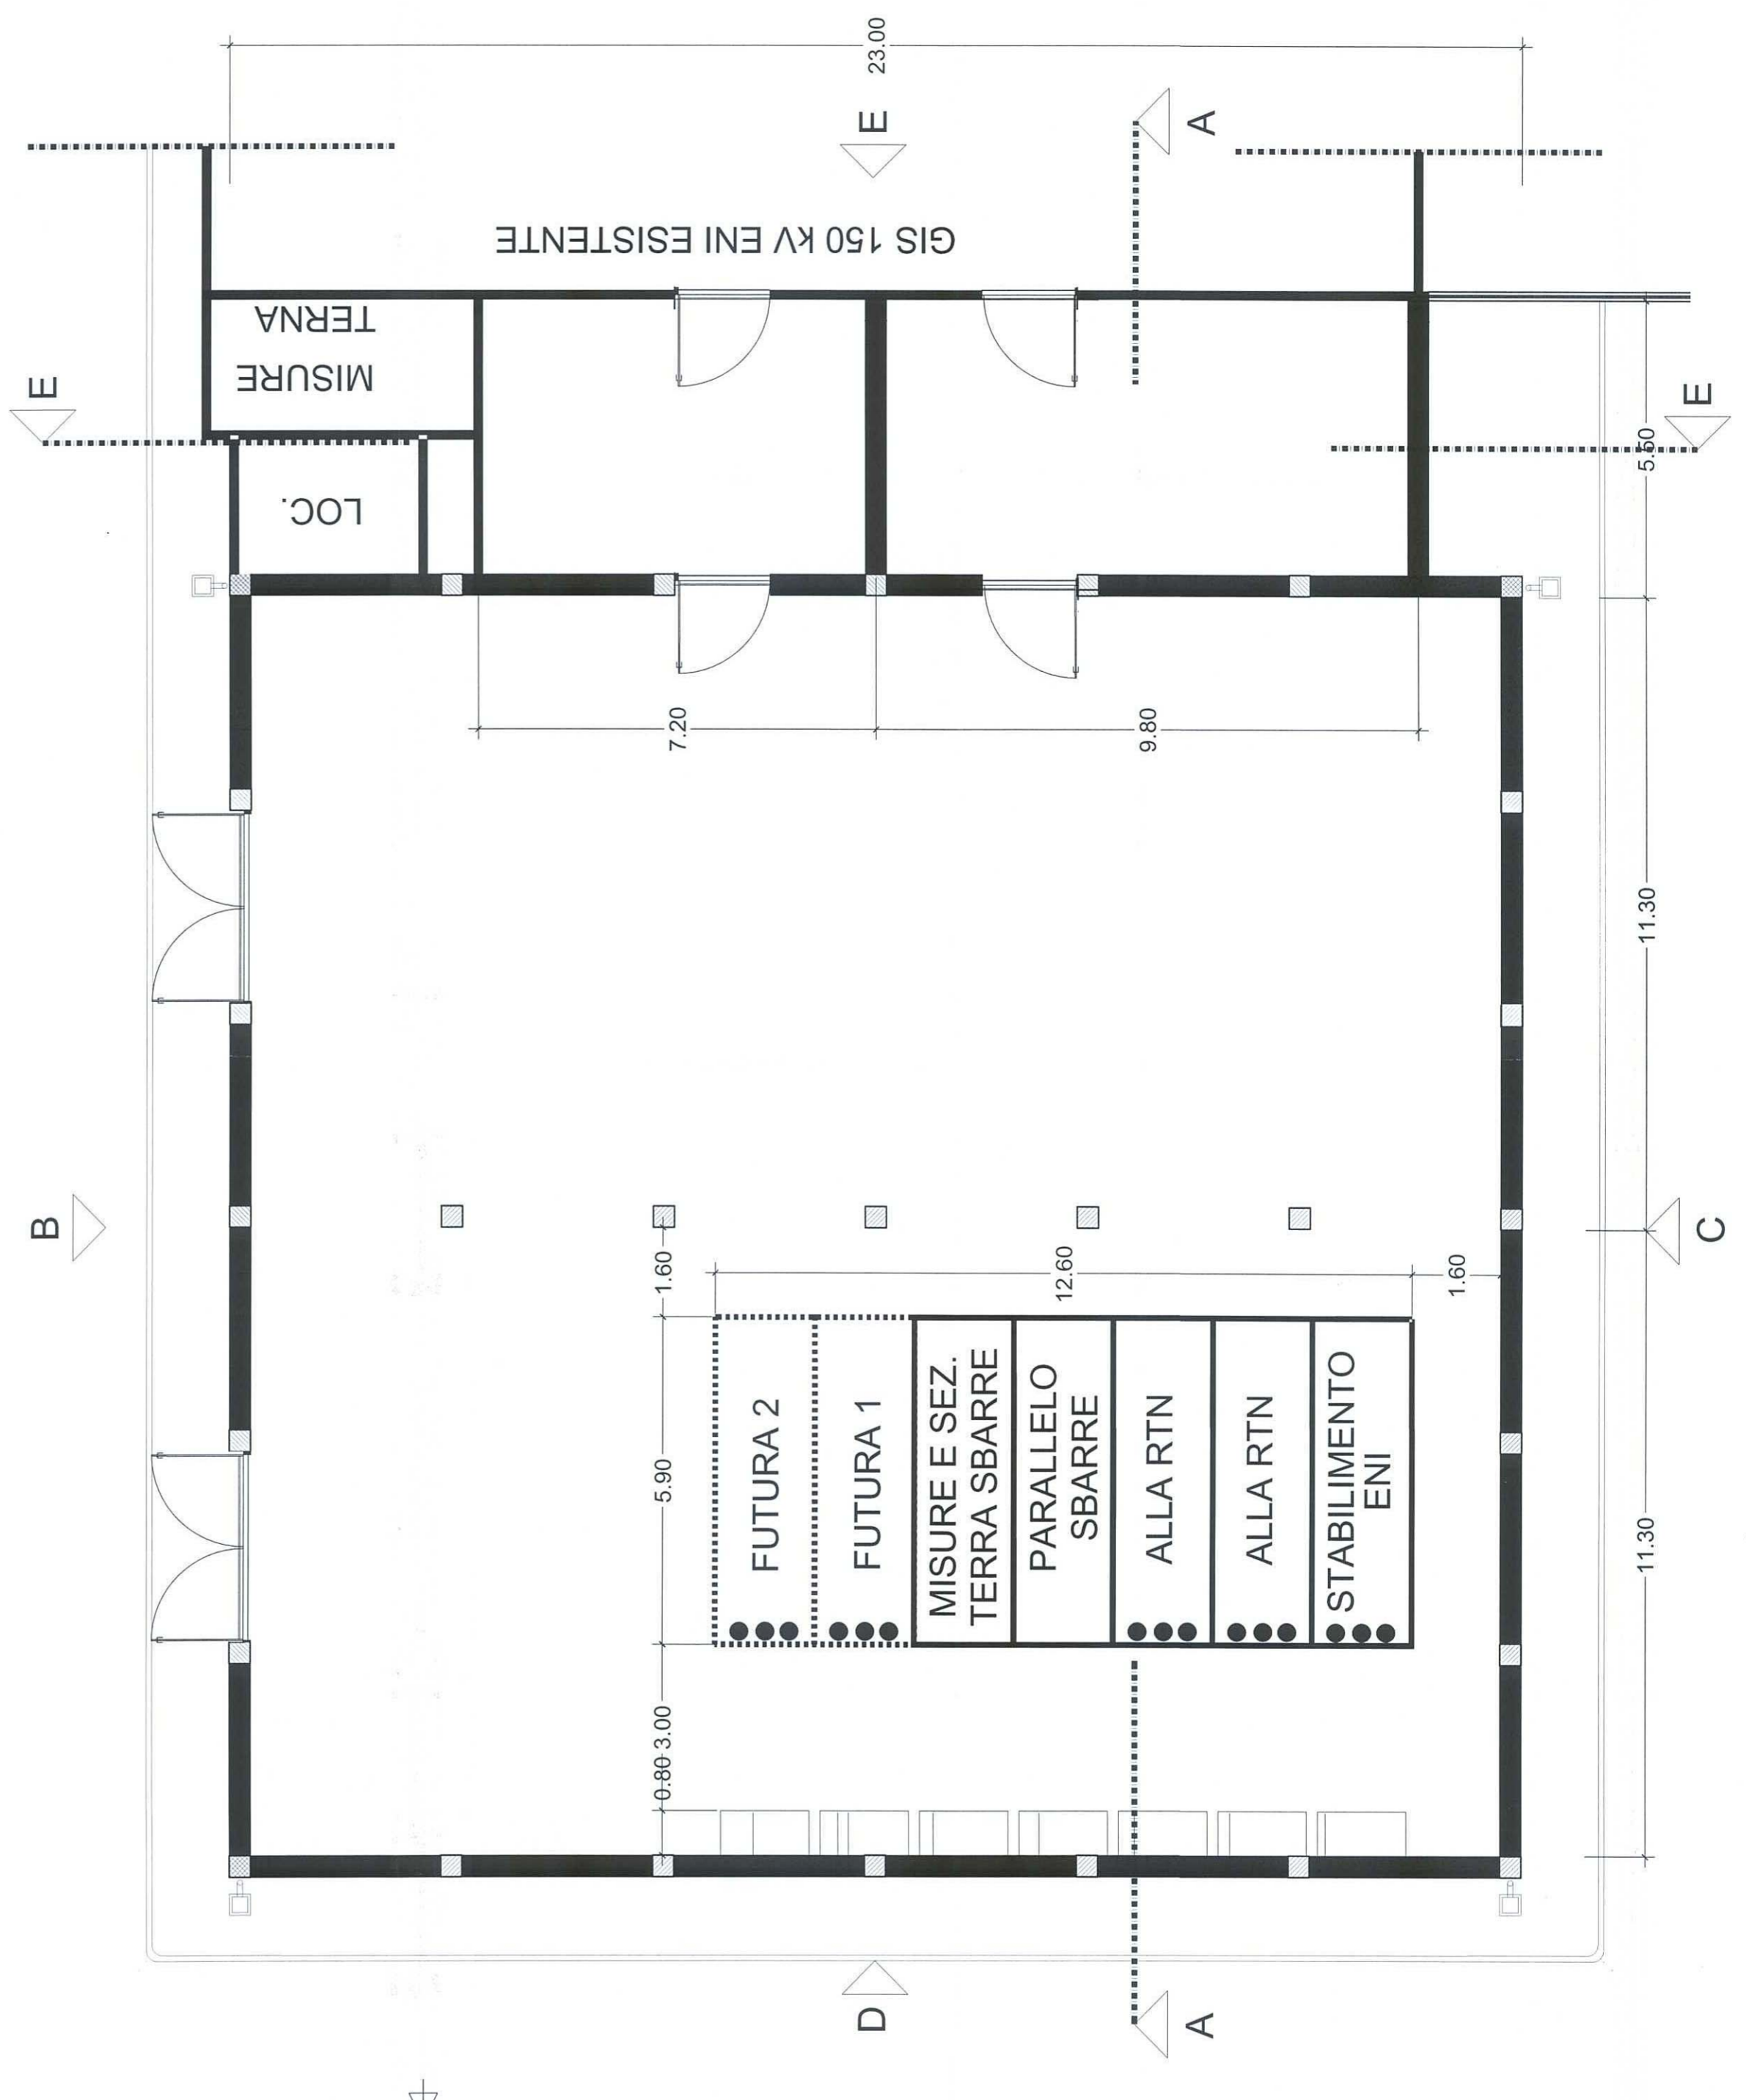 23.00
E
A
GIS 150 kV ENI ESISTENTE
MISURE
TERNA
E
E
LOC.
5.60
7.20
9.80
11.30
B
C
1.60
12.60
1.60
5.90
FUTURA 2
FUTURA 1
MISURE E SEZ.
TERRA SBARRE
PARALLELO
SBARRE
ALLA RTN
ALLA RTN
STABILIMENTO
ENI
11.30
0.80
3.00
D
A